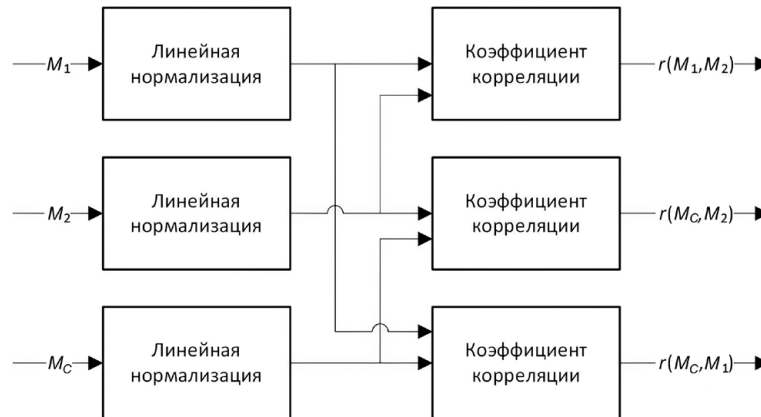 M1
Линейная
нормализация
Коэффициент
корреляции
r(M1,M2)
M2
Линейная
нормализация
Коэффициент
корреляции
r(MC,M2)
MC
Линейная
нормализация
Коэффициент
корреляции
r(MC,M1)